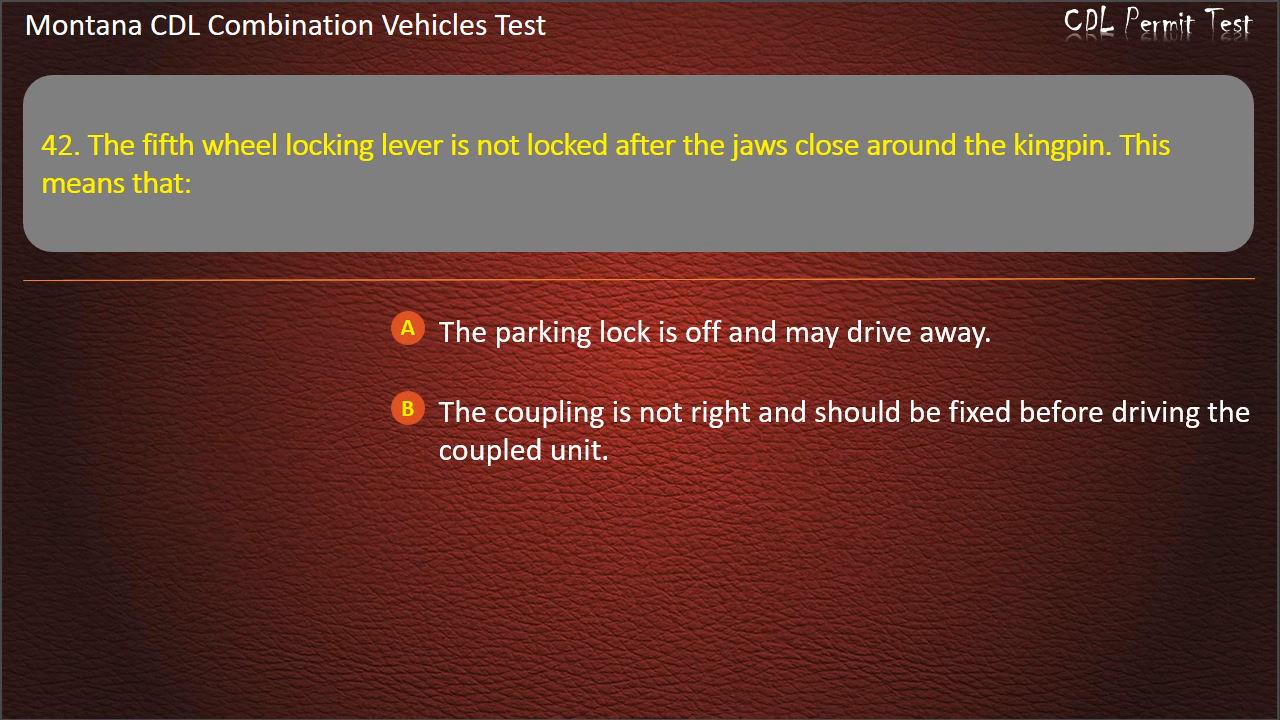 Montana CDL Combination Vehicles Test
CDL Permit Test
42. The fifth wheel locking lever is not locked after the jaws close around the kingpin. This
means that:
A The parking lock is off and may drive away.
B The coupling is not right and should be fixed before driving the
coupled unit.